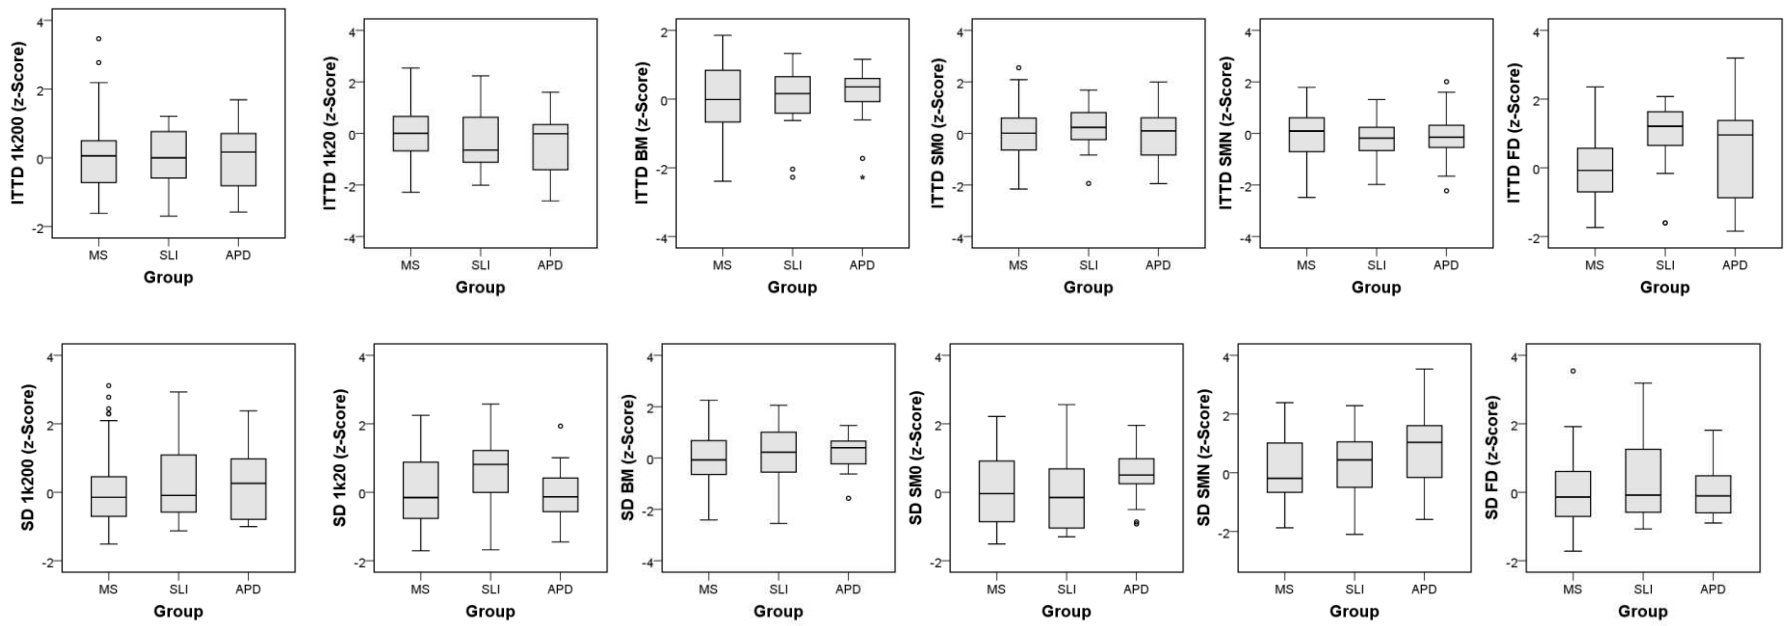 ITTD 1k200 (z-Score)
4
2
0
-2
MS SLI APD
Group
ITTD 1k20 (z-Score)
4
2
0
-2
-4
MS SLI APD
Group
ITTD BM (z-Score)
2
0
-2
-4
*
MS SLI APD
Group
ITTD SM0 (z-Score)
4
2
0
-2
-4
MS SLI APD
Group
ITTD SMN (z-Score)
4
2
0
-2
-4
MS SLI APD
Group
ITTD FD (z-Score)
4
2
0
-2
MS SLI APD
Group
SD 1k200 (z-Score)
4
2
0
-2
MS SLI APD
Group
SD 1k20 (z-Score)
4
2
0
-2
MS SLI APD
Group
SD BM (z-Score)
4
2
0
-2
-4
MS SLI APD
Group
SD SM0 (z-Score)
4
2
0
-2
MS SLI APD
Group
SD SMN (z-Score)
4
2
0
-2
MS SLI APD
Group
SD FD (z-Score)
4
2
0
-2
MS SLI APD
Group